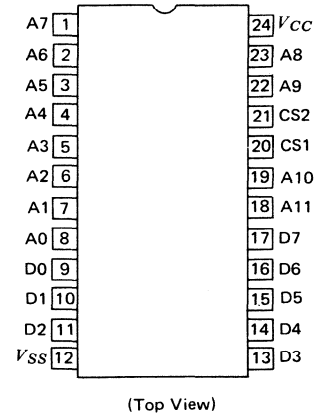 A7 1 24 VCC
A6 2 23 A8
A5 3 22 A9
A4 4 21 CS2
A3 5 20 CS1
A2 6 19 A10
A1 7 18 A11
A0 8 17 D7
D0 9 16 D6
D1 10 15 D5
D2 11 14 D4
VSS 12 13 D3
(Top View)